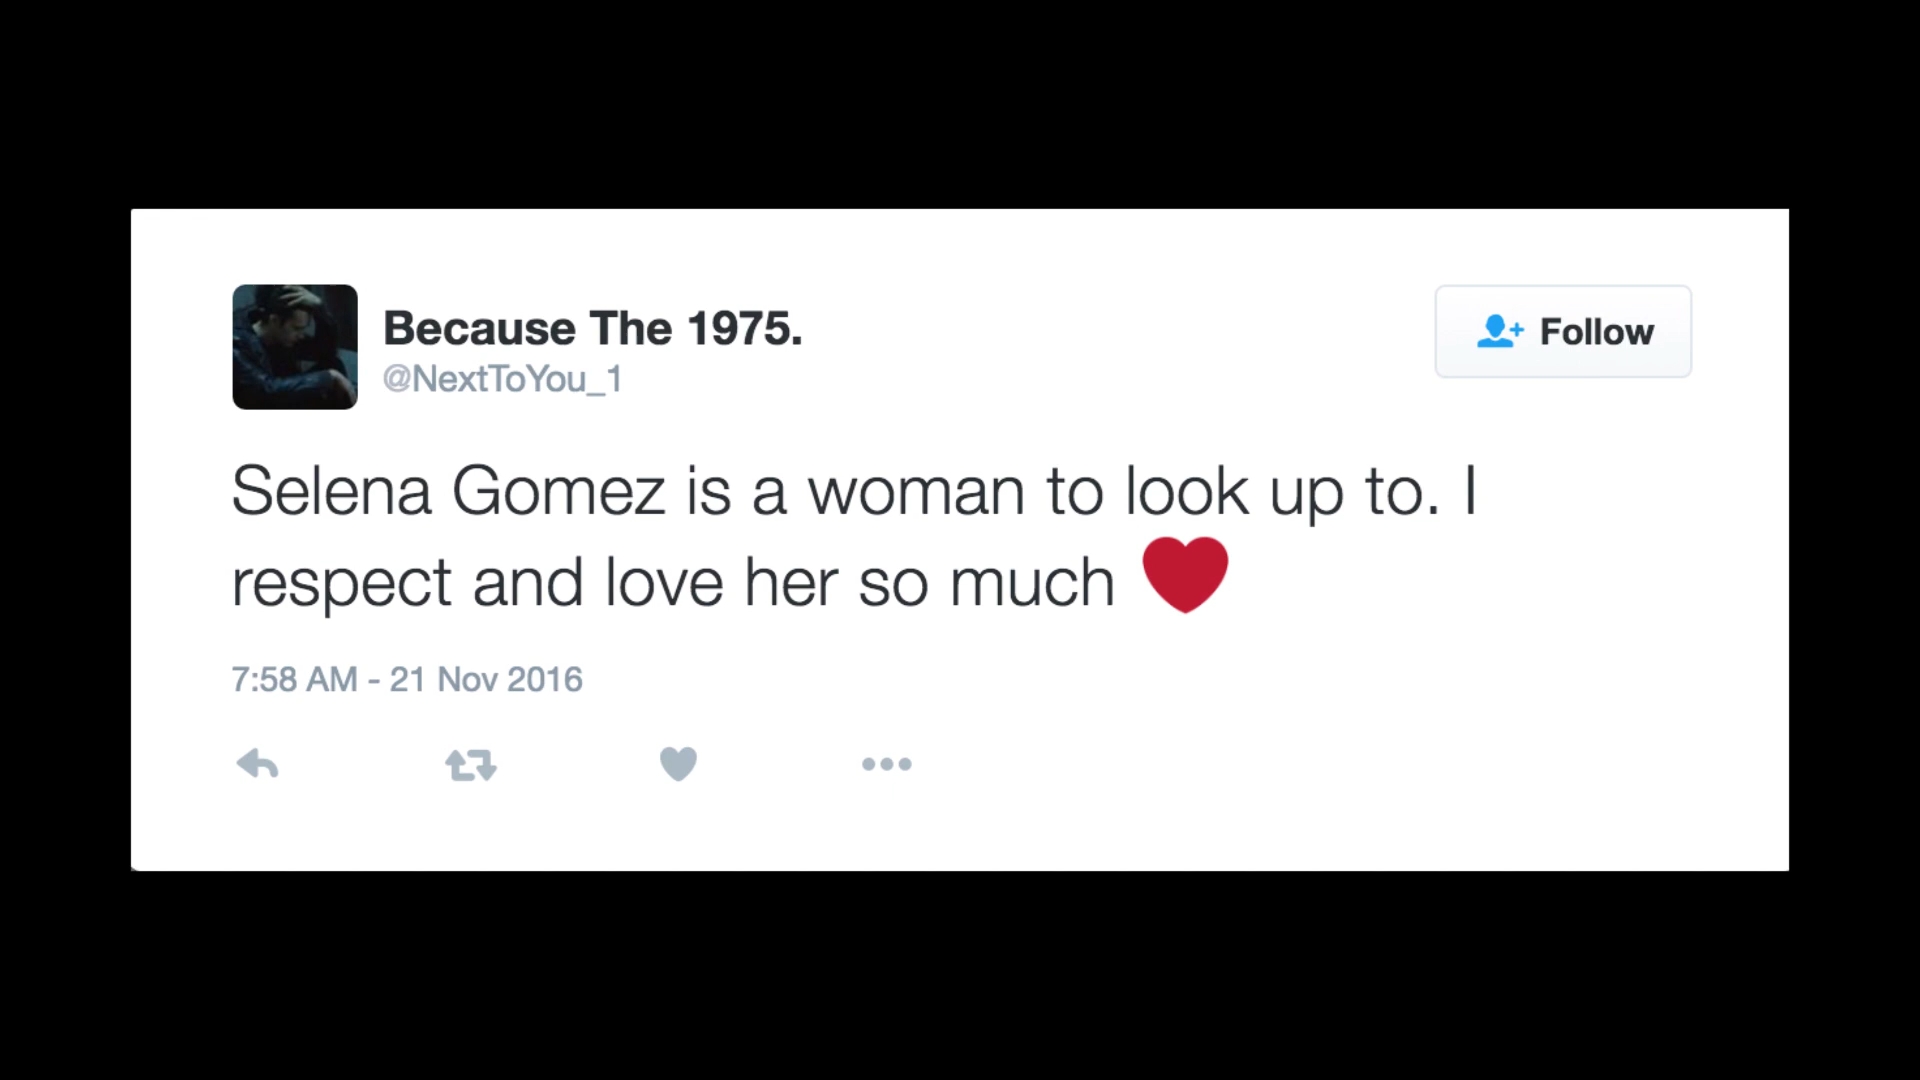 Because The 1975.
@NextToYou_1
Follow
Selena Gomez is a woman to look up to. I
respect and love her so much ❤
7:58 AM - 21 Nov 2016